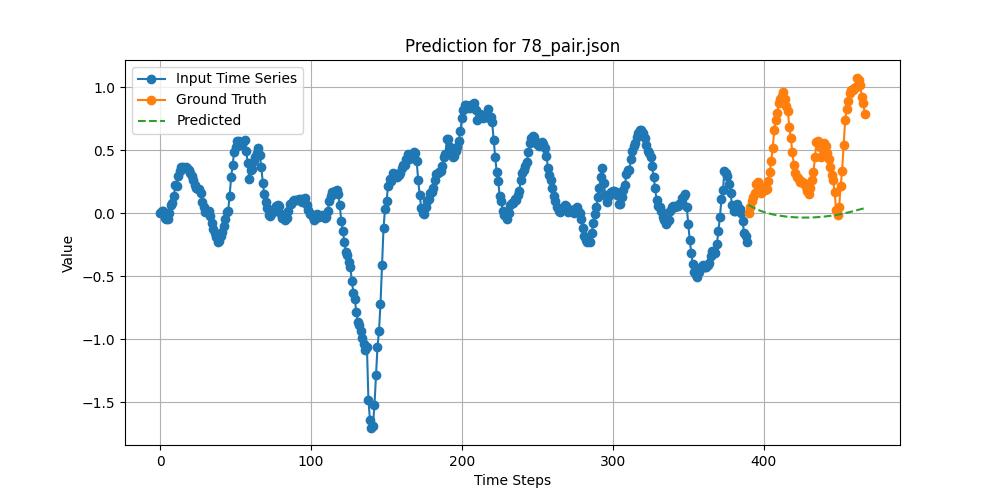 Prediction for 78_pair.json
Input Time Series
Ground Truth
Predicted
Value
1.0
0.5
0.0
−0.5
−1.0
−1.5
0 100 200 300 400
Time Steps